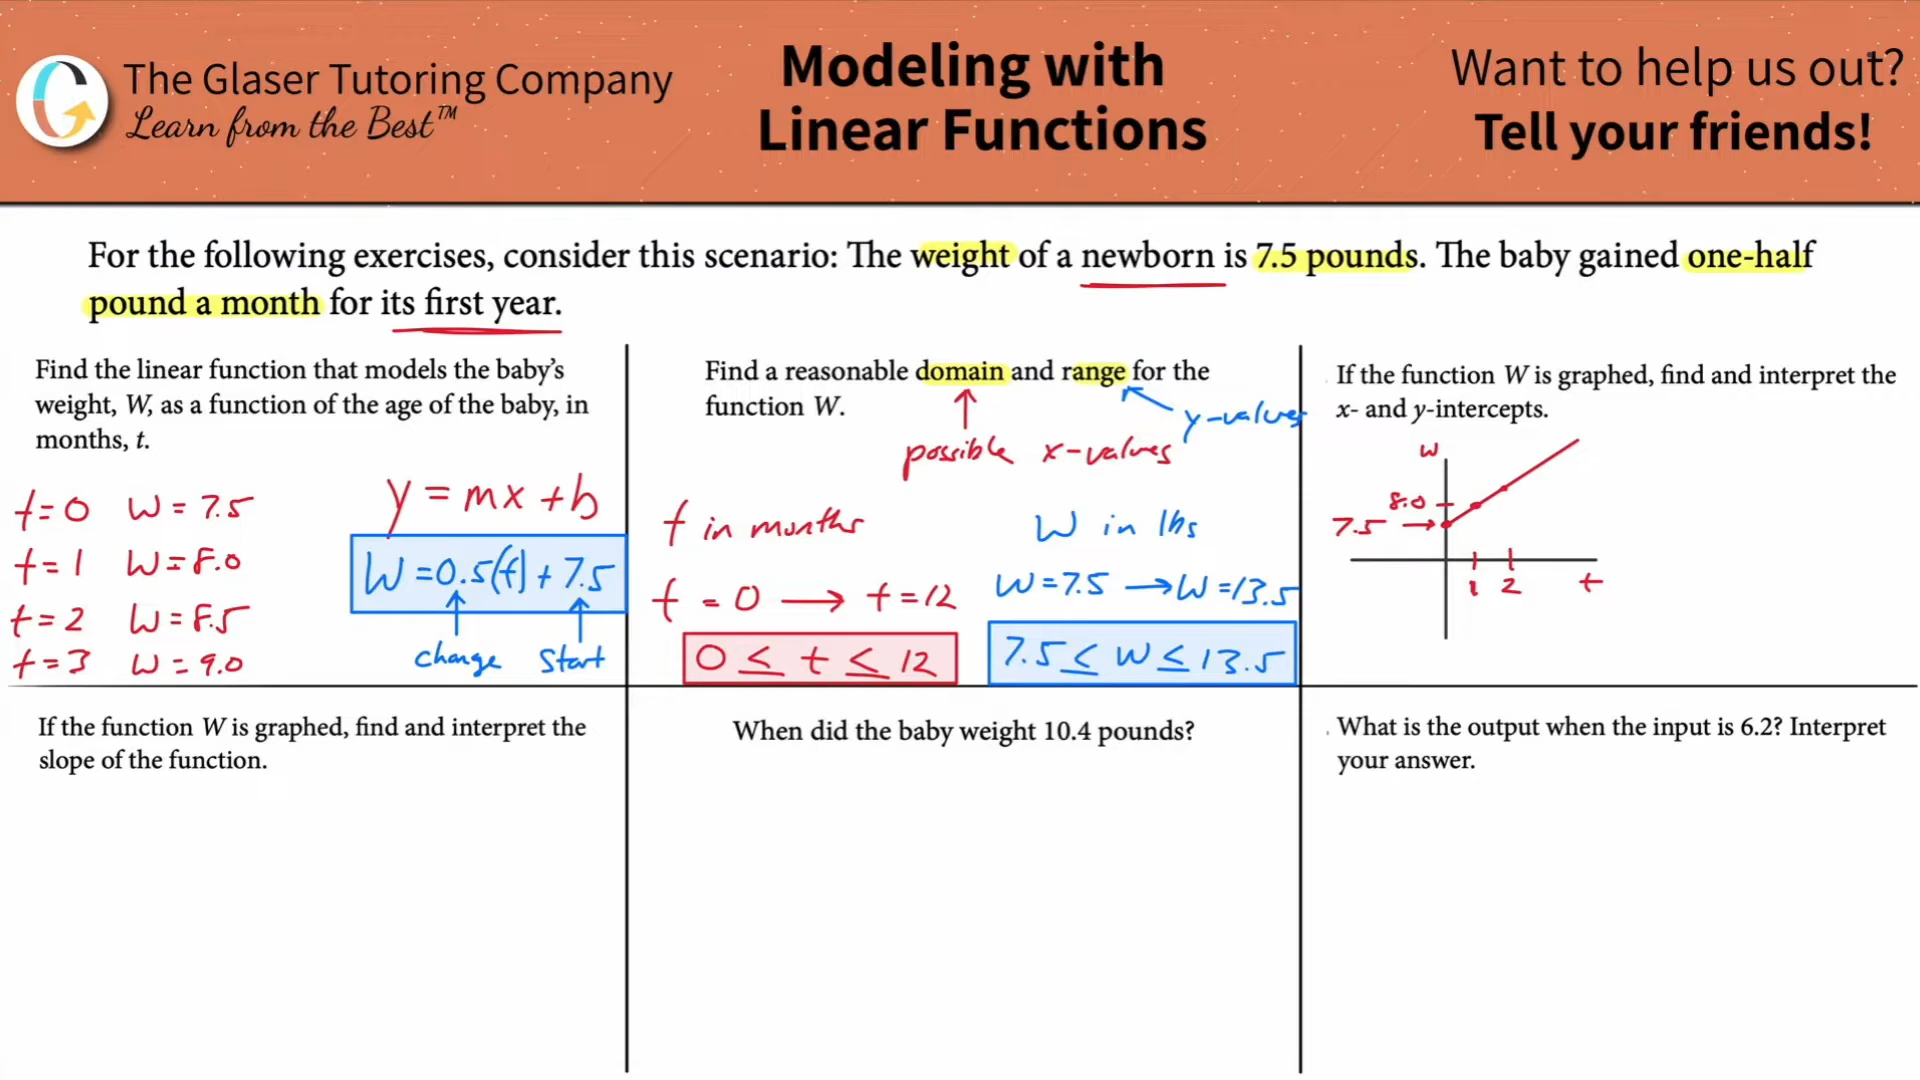 The Glaser Tutoring Company
Learn from the Best™
Modeling with
Linear Functions
Want to help us out?
Tell your friends!
For the following exercises, consider this scenario: The weight of a newborn is 7.5 pounds. The baby gained one-half
pound a month for its first year.
Find the linear function that models the baby’s
weight, W, as a function of the age of the baby, in
months, t.
t=0 W = 7.5
t=1 W=8.0
t=2 W=8.5
t=3 W=9.0
y = mx + b
W=0.5(t)+7.5
change start
Find a reasonable domain and range for the
function W.
y-values
possible x-values
t in months
t = 0 → t=12
0 ≤ t ≤ 12
W in lbs
W=7.5 → W=13.5
7.5 ≤ W ≤ 13.5
If the function W is graphed, find and interpret the
x- and y-intercepts.
W
8.0
7.5 →
1 2 t
If the function W is graphed, find and interpret the
slope of the function.
When did the baby weight 10.4 pounds?
What is the output when the input is 6.2? Interpret
your answer.